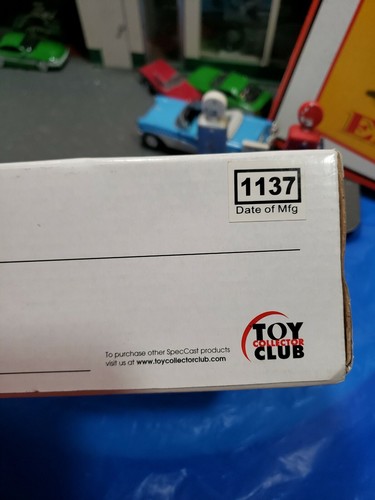 1137
Date of Mfg
To purchase other SpecCast products
visit us at www.toycollectorclub.com
TOY
COLLECTOR
CLUB